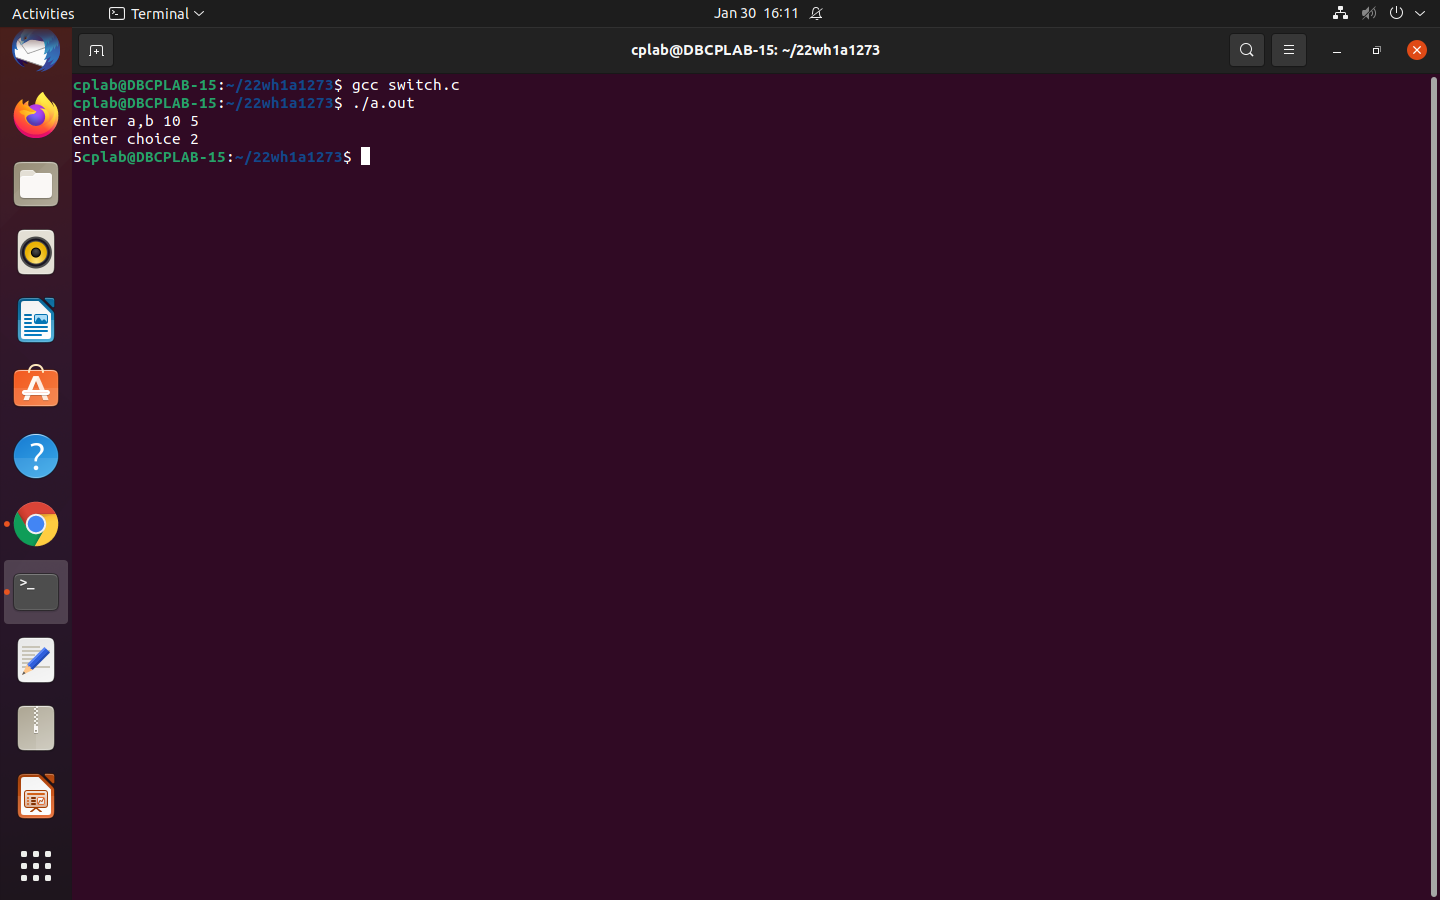 Activities Terminal Jan 30 16:11
cplab@DBCPLAB-15: ~/22wh1a1273
cplab@DBCPLAB-15:~/22wh1a1273$ gcc switch.c
cplab@DBCPLAB-15:~/22wh1a1273$ ./a.out
enter a,b 10 5
enter choice 2
5cplab@DBCPLAB-15:~/22wh1a1273$